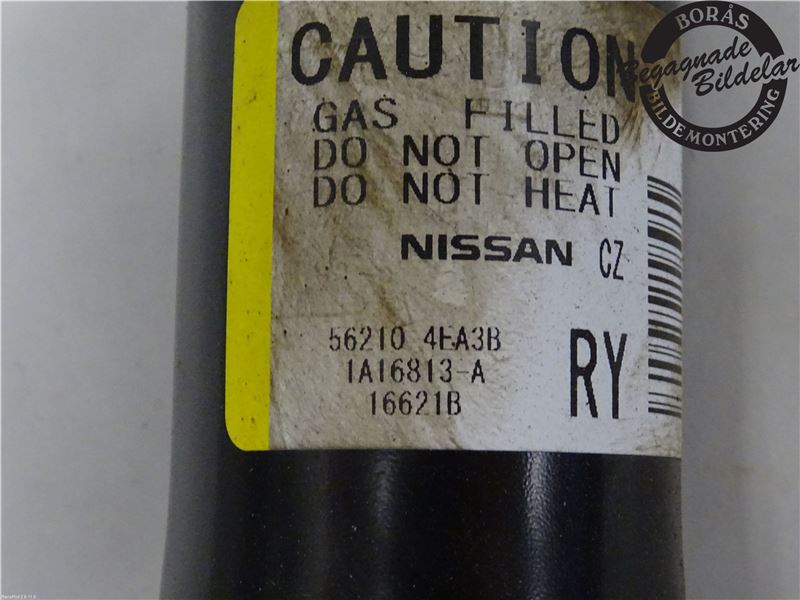 CAUTION
GAS FILLED
DO NOT OPEN
DO NOT HEAT
NISSAN CZ
56210 4EA3B
1A16813-A
16621B
RY
BORÅS
Begagnade
Bildelar
BILDEMONTERING